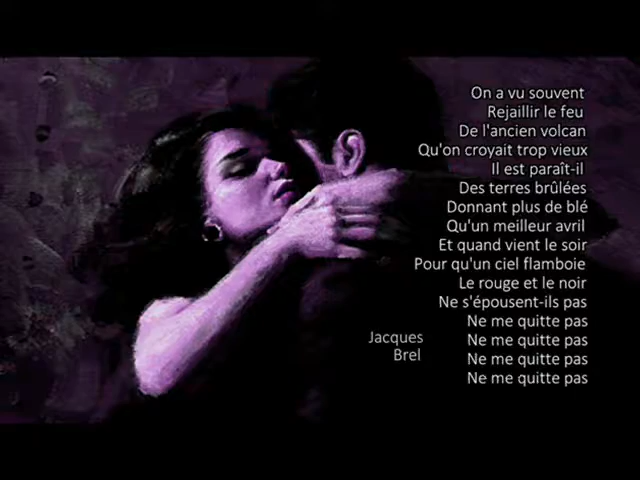 On a vu souvent
Rejaillir le feu
De l'ancien volcan
Qu'on croyait trop vieux
Il est paraît-il
Des terres brûlées
Donnant plus de blé
Qu'un meilleur avril
Et quand vient le soir
Pour qu'un ciel flamboie
Le rouge et le noir
Ne s'épousent-ils pas
Ne me quitte pas
Ne me quitte pas
Ne me quitte pas
Ne me quitte pas
Jacques
Brel